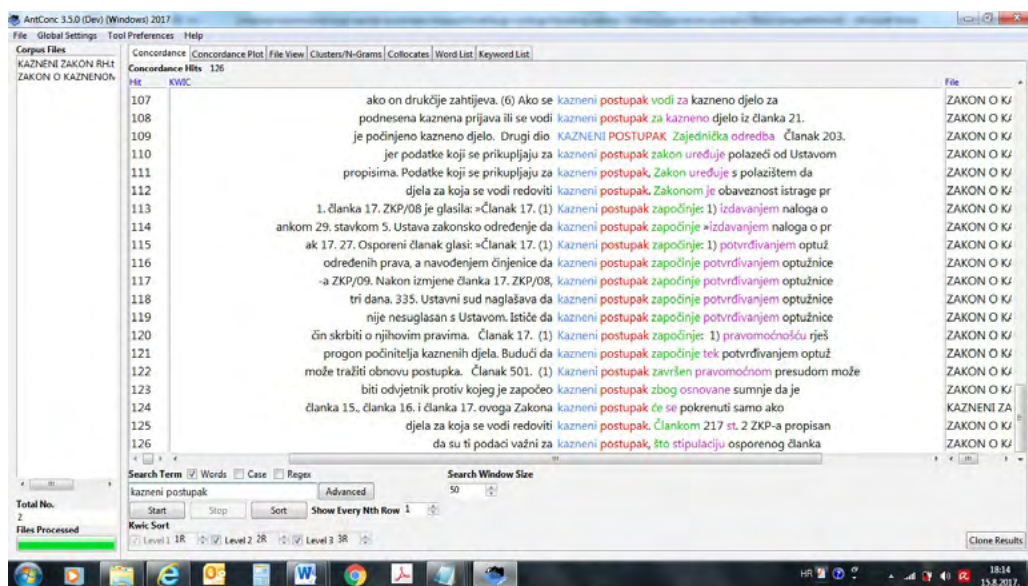 AntConc 3.5.0 (Dev) (Windows) 2017
File Global Settings Tool Preferences Help
Corpus Files
KAZNENI ZAKON RH.t
ZAKON O KAZNENON
Concordance Concordance Plot File View Clusters/N-Grams Collocates Word List Keyword List
Concordance Hits 126
Hit KWIC File
107 ako on drukčije zahtijeva. (6) Ako se kazneni postupak vodi za kazneno djelo za ZAKON O KA
108 podnesena kaznena prijava ili se vodi kazneni postupak za kazneno djelo iz članka 21. ZAKON O KA
109 je počinjeno kazneno djelo. Drugi dio KAZNENI POSTUPAK Zajednička odredba Članak 203. ZAKON O KA
110 jer podatke koji se prikupljaju za kazneni postupak zakon uređuje polazeći od Ustavom ZAKON O KA
111 propisima. Podatke koji se prikupljaju za kazneni postupak, Zakon uređuje s polazištem da ZAKON O KA
112 djela za koja se vodi redoviti kazneni postupak. Zakonom je obaveznost istrage pr ZAKON O KA
113 1. članka 17. ZKP/08 je glasila: »Članak 17. (1) Kazneni postupak započinje: 1) izdavanjem naloga o ZAKON O KA
114 ankom 29. stavkom 5. Ustava zakonsko određenje da kazneni postupak započinje »izdavanjem naloga o pr ZAKON O KA
115 ak 17. 27. Osporeni članak glasi: »Članak 17. (1) Kazneni postupak započinje: 1) potvrđivanjem optuž ZAKON O KA
116 određenih prava, a navođenjem činjenice da kazneni postupak započinje potvrđivanjem optužnice ZAKON O KA
117 -a ZKP/09. Nakon izmjene članka 17. ZKP/08, kazneni postupak započinje potvrđivanjem optužnice ZAKON O KA
118 tri dana. 335. Ustavni sud naglašava da kazneni postupak započinje potvrđivanjem optužnice ZAKON O KA
119 nije nesuglasan s Ustavom. Ističe da kazneni postupak započinje potvrđivanjem optužnice ZAKON O KA
120 čin skrbiti o njihovim pravima. Članak 17. (1) Kazneni postupak započinje: 1) pravomoćnošću rješ ZAKON O KA
121 progon počinitelja kaznenih djela. Budući da kazneni postupak započinje tek potvrđivanjem optuž ZAKON O KA
122 može tražiti obnovu postupka. Članak 501. (1) Kazneni postupak završen pravomoćnom presudom može ZAKON O KA
123 biti odvjetnik protiv kojeg je započeo kazneni postupak zbog osnovane sumnje da je ZAKON O KA
124 članka 15., članka 16. i članka 17. ovoga Zakona kazneni postupak će se pokrenuti samo ako KAZNENI ZA
125 djela za koja se vodi redoviti kazneni postupak. Člankom 217 st. 2 ZKP-a propisan ZAKON O KA
126 da su ti podaci važni za kazneni postupak, što stipulaciju osporenog članka ZAKON O KA
Search Term Words Case Regex Search Window Size
kazneni postupak Advanced 50
Start Stop Sort Show Every Nth Row 1
Kwic Sort
Level 1 1R Level 2 2R Level 3 3R
Total No.
2
Files Processed
Clone Results
HR 18:14
15.8.2017